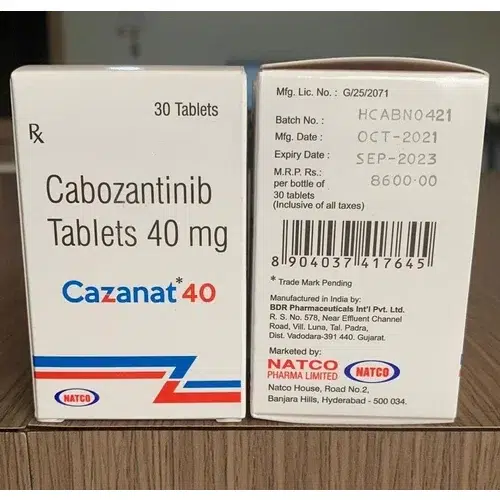 30 Tablets
Rx
Cabozantinib
Tablets 40 mg
Cazanat*40
NATCO
Mfg. Lic. No. : G/25/2071
Batch No. : HCABN0421
Mfg. Date : OCT-2021
Expiry Date : SEP-2023
M.R.P. Rs.: 8600.00
per bottle of
30 tablets
(Inclusive of all taxes)
8 904037 417645
* Trade Mark Pending
Manufactured in India by:
BDR Pharmaceuticals Int'l Pvt. Ltd.
R. S. No. 578, Near Effluent Channel
Road, Vill. Luna, Tal. Padra,
Dist. Vadodara-391 440. Gujarat.
Marketed by:
NATCO
PHARMA LIMITED
NATCO
Natco House, Road No.2,
Banjara Hills, Hyderabad - 500 034.